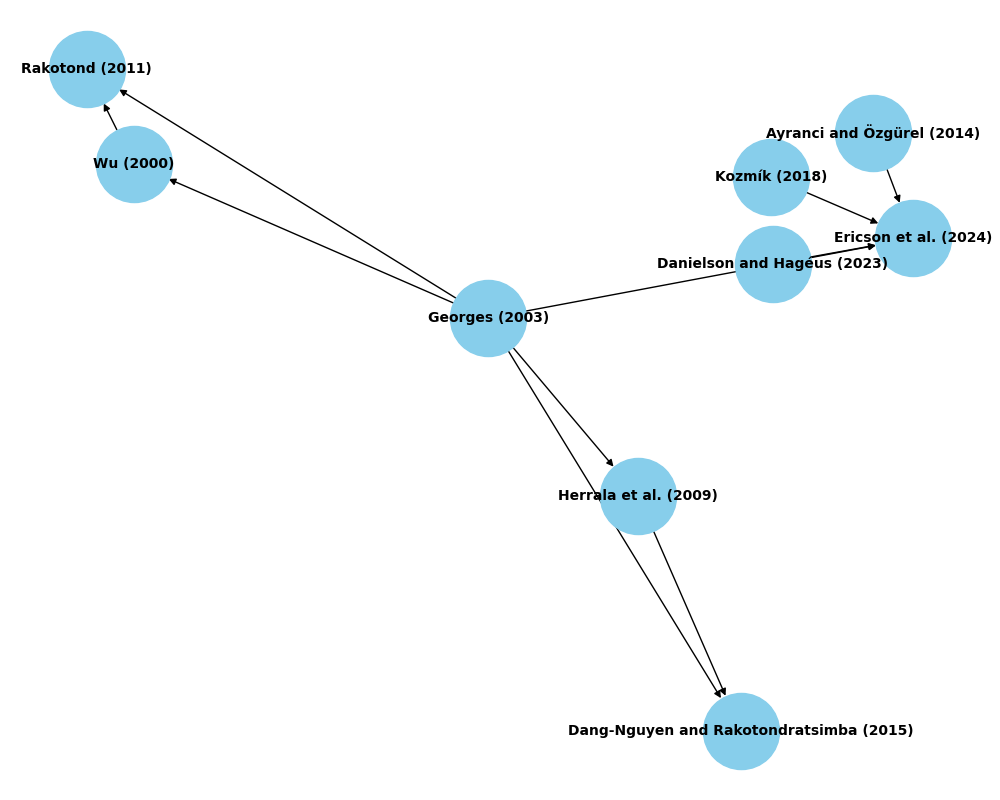 Rakotond (2011)
Ayranci and Özgürel (2014)
Wu (2000)
Kozmík (2018)
Ericson et al. (2024)
Danielson and Hagéus (2023)
Georges (2003)
Herrala et al. (2009)
Dang-Nguyen and Rakotondratsimba (2015)